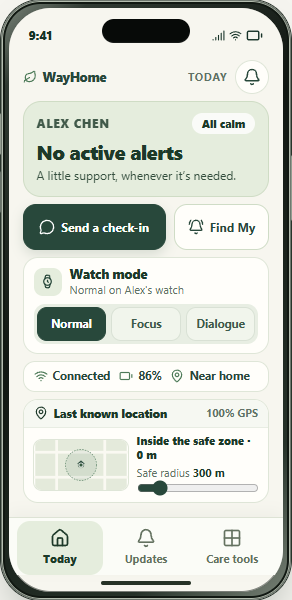 9:41
WayHome
TODAY
ALEX CHEN
All calm
No active alerts
A little support, whenever it's needed.
Send a check-in
Find My
Watch mode
Normal on Alex's watch
Normal
Focus
Dialogue
Connected
86%
Near home
Last known location
100% GPS
Inside the safe zone ·
0 m
Safe radius 300 m
Today
Updates
Care tools